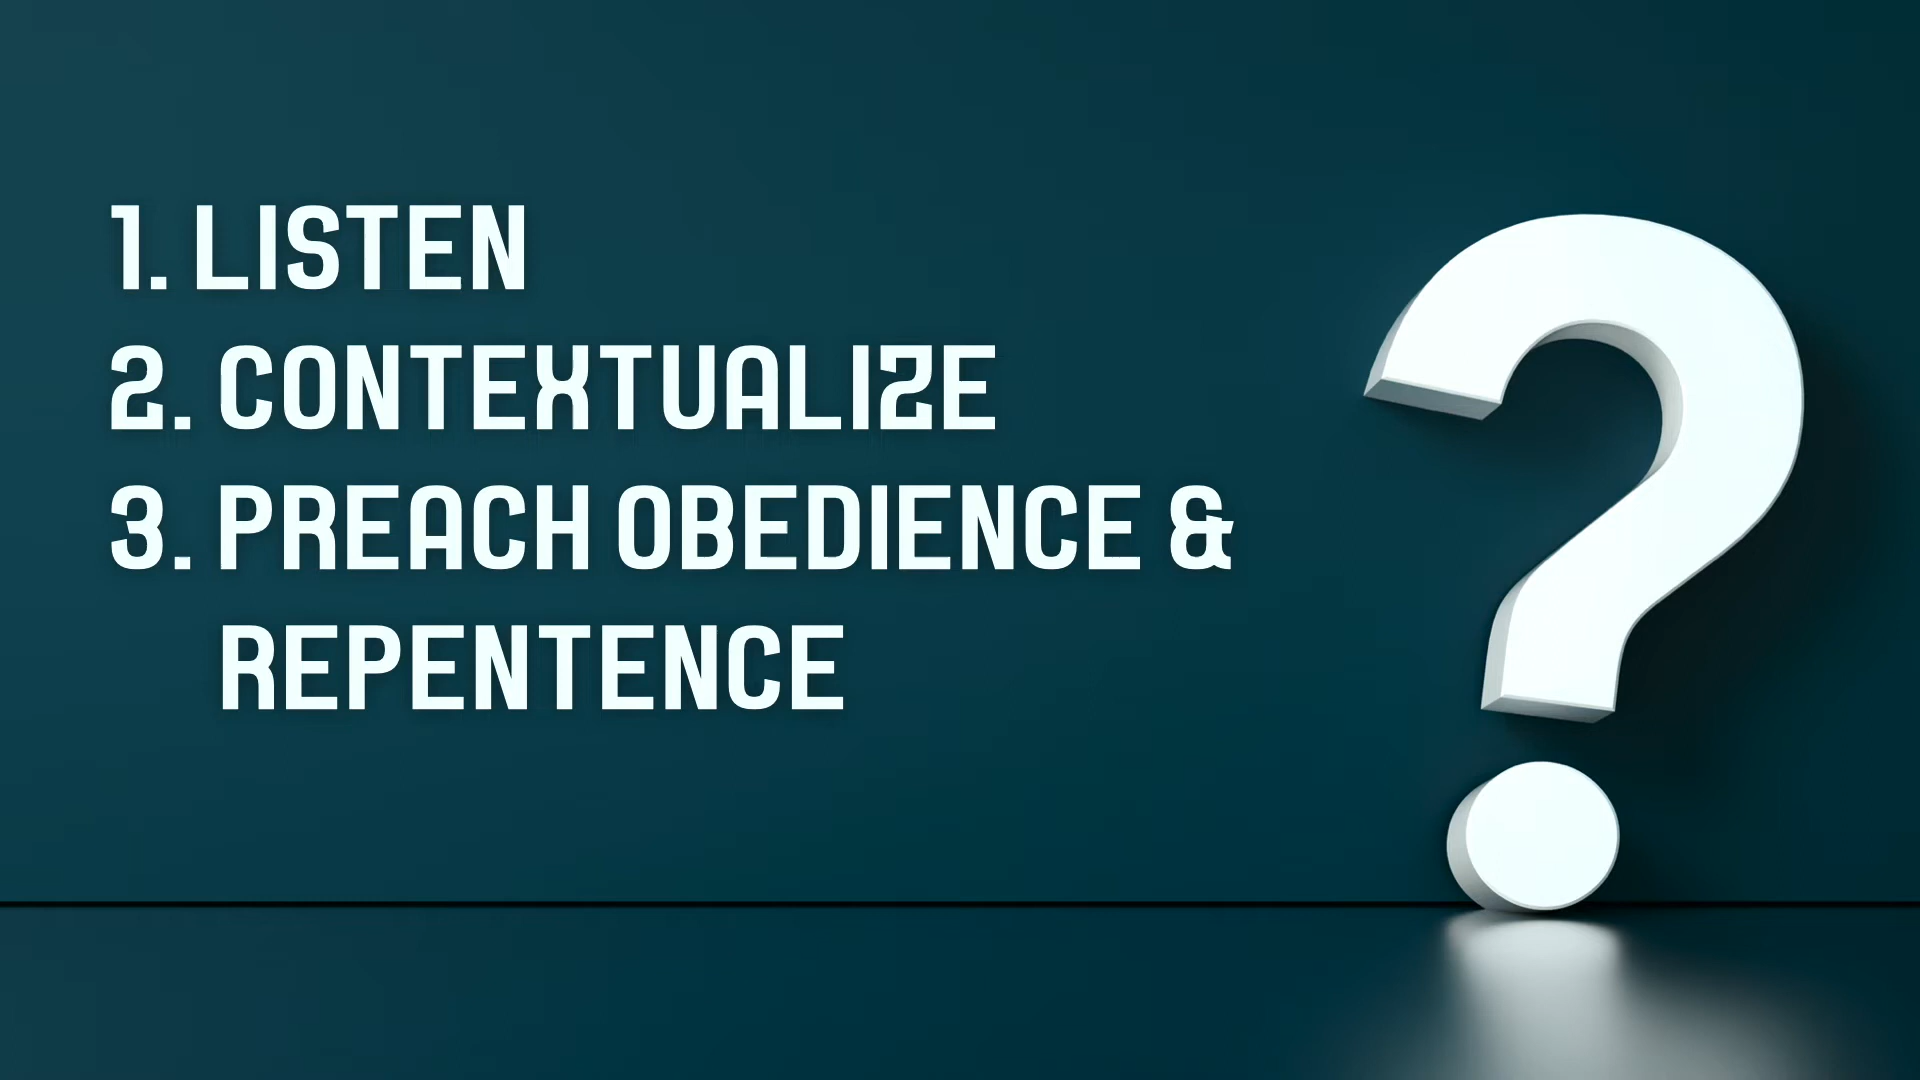 1. LISTEN
2. CONTEXTUALIZE
3. PREACH OBEDIENCE &
REPENTENCE